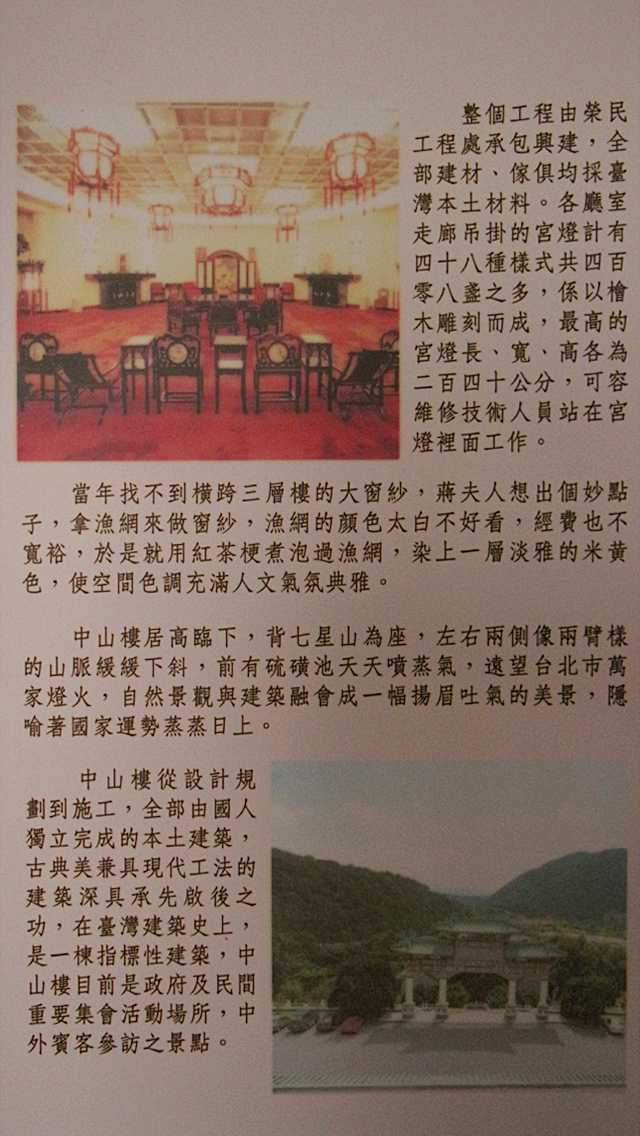 整個工程由榮民
工程處承包興建，全
部建材、傢俱均採臺
灣本土材料。各廳室
走廊吊掛的宮燈計有
四十八種樣式共四百
零八盞之多，係以檜
木雕刻而成，最高的
宮燈長、寬、高各為
二百四十公分，可容
維修技術人員站在宮
燈裡面工作。
當年找不到橫跨三層樓的大窗紗，蔣夫人想出個妙點
子，拿漁網來做窗紗，漁網的顏色太白不好看，經費也不
寬裕，於是就用紅茶梗煮泡過漁網，染上一層淡雅的米黃
色，使空間色調充滿人文氣氛典雅。
中山樓居高臨下，背七星山為座，左右兩側像兩臂樣
的山脈緩緩下斜，前有硫磺池天天噴蒸氣，遠望台北市萬
家燈火，自然景觀與建築融會成一幅揚眉吐氣的美景，隱
喻著國家運勢蒸蒸日上。
中山樓從設計規
劃到施工，全部由國人
獨立完成的本土建築，
古典美兼具現代工法的
建築深具承先啟後之
功，在臺灣建築史上，
是一棟指標性建築，中
山樓目前是政府及民間
重要集會活動場所，中
外賓客參訪之景點。